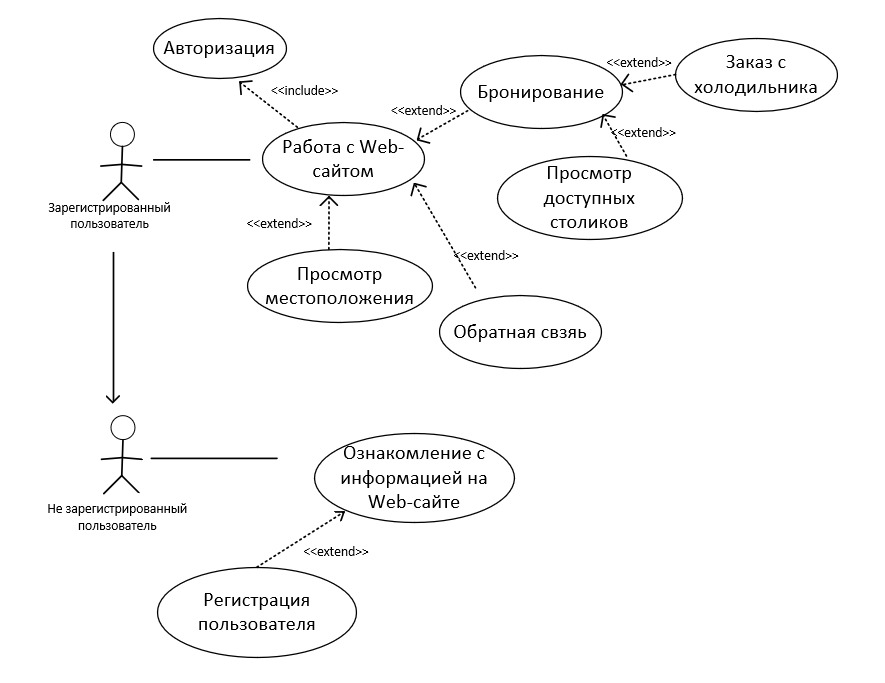 Авторизация
<<include>>
<<extend>>
Бронирование
<<extend>>
Заказ с
холодильника
<<extend>>
Работа с Web-
сайтом
Просмотр
доступных
столиков
Зарегистрированный
пользователь
<<extend>>
<<extend>>
Просмотр
местоположения
Обратная свзяь
Не зарегистрированный
пользователь
Ознакомление с
информацией на
Web-сайте
<<extend>>
Регистрация
пользователя